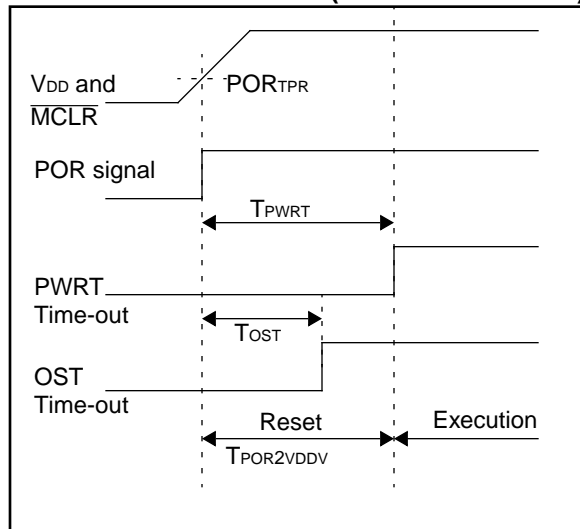 VDD and
MCLR
PORTPR
POR signal
TPWRT
PWRT
Time-out
TOST
OST
Time-out
Reset
Execution
TPOR2VDDV